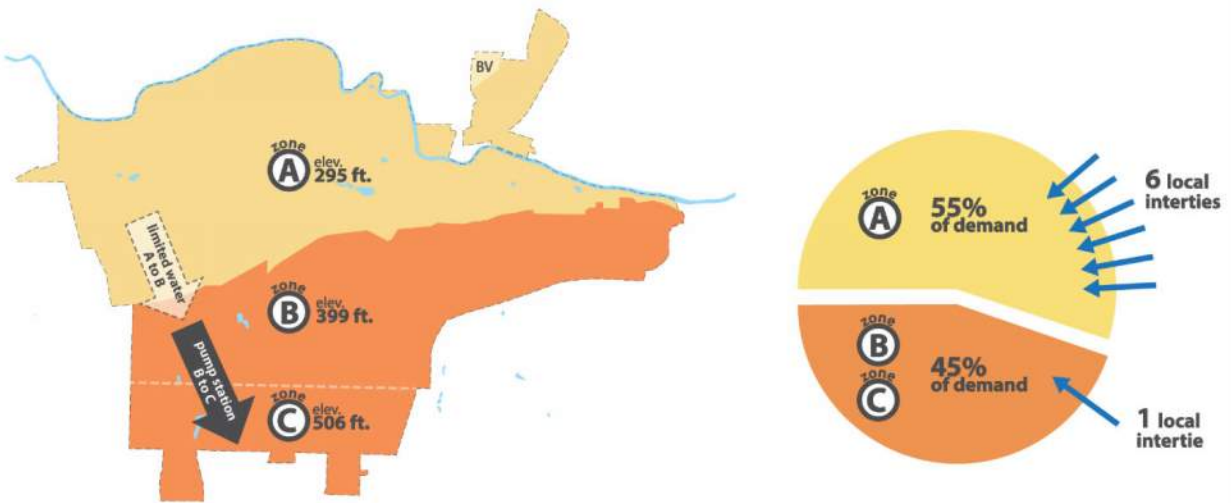 BV
zone
A
elev.
295 ft.
limited water
A to B
zone
B
elev.
399 ft.
pump station
B to C
zone
C
elev.
506 ft.
zone
A
55%
of demand
6 local
interties
zone
B
zone
C
45%
of demand
1 local
intertie